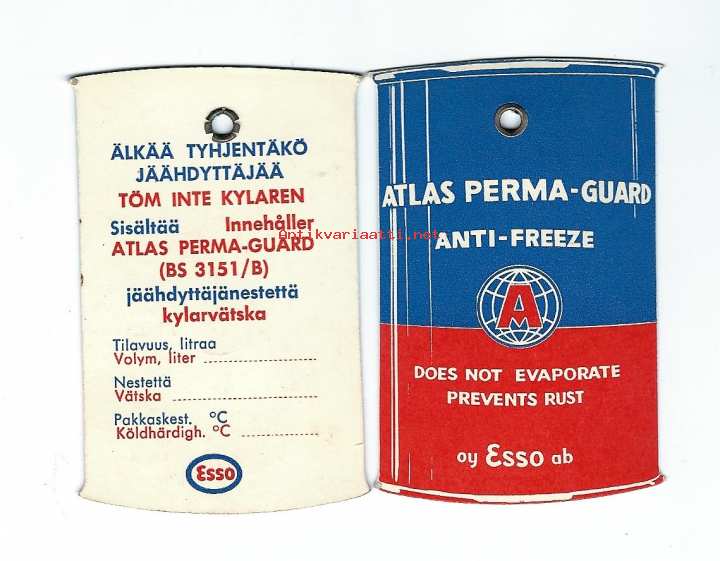 ÄLKÄÄ TYHJENTÄKÖ
JÄÄHDYTTÄJÄÄ
TÖM INTE KYLAREN
Sisältää Innehåller
ATLAS PERMA-GUARD
(BS 3151/B)
jäähdyttäjänestettä
kylarvätska
Tilavuus, litraa
Volym, liter
Nestettä
Vätska
Pakkaskest. °C
Köldhärdigh. °C
Esso
ATLAS PERMA-GUARD
ANTI-FREEZE
A
DOES NOT EVAPORATE
PREVENTS RUST
oy Esso ab
Antikvariaatti.net